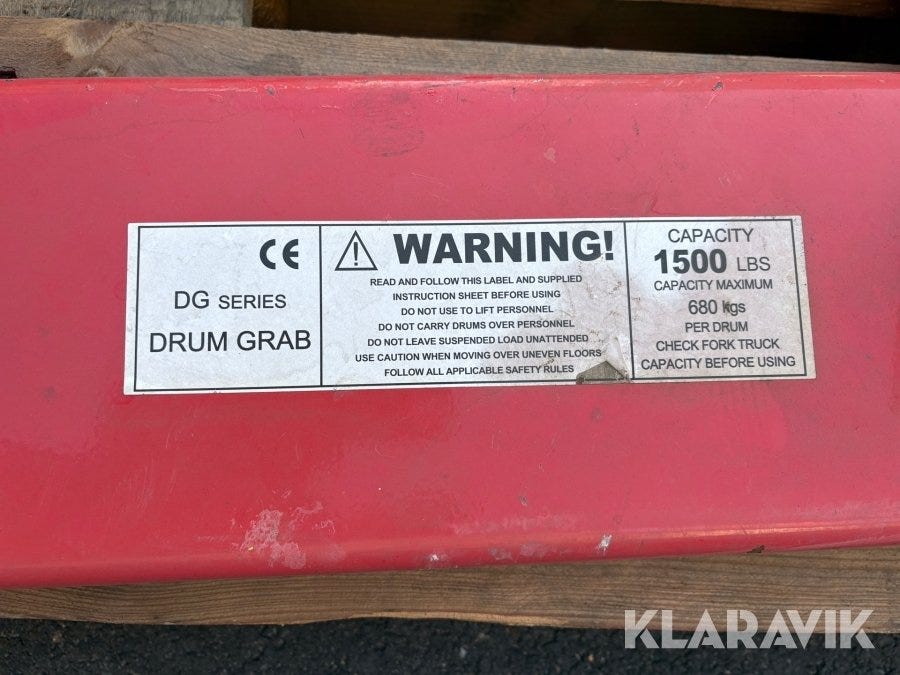 CE
DG SERIES
DRUM GRAB
WARNING!
READ AND FOLLOW THIS LABEL AND SUPPLIED
INSTRUCTION SHEET BEFORE USING
DO NOT USE TO LIFT PERSONNEL
DO NOT CARRY DRUMS OVER PERSONNEL
DO NOT LEAVE SUSPENDED LOAD UNATTENDED
USE CAUTION WHEN MOVING OVER UNEVEN FLOORS
FOLLOW ALL APPLICABLE SAFETY RULES
CAPACITY
1500 LBS
CAPACITY MAXIMUM
680 kgs
PER DRUM
CHECK FORK TRUCK
CAPACITY BEFORE USING
KLARAVIK